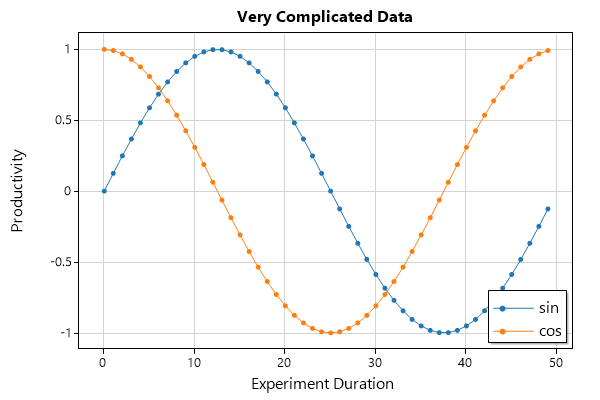 Very Complicated Data
Productivity
1
0.5
0
-0.5
-1
0
10
20
30
40
50
Experiment Duration
sin
cos